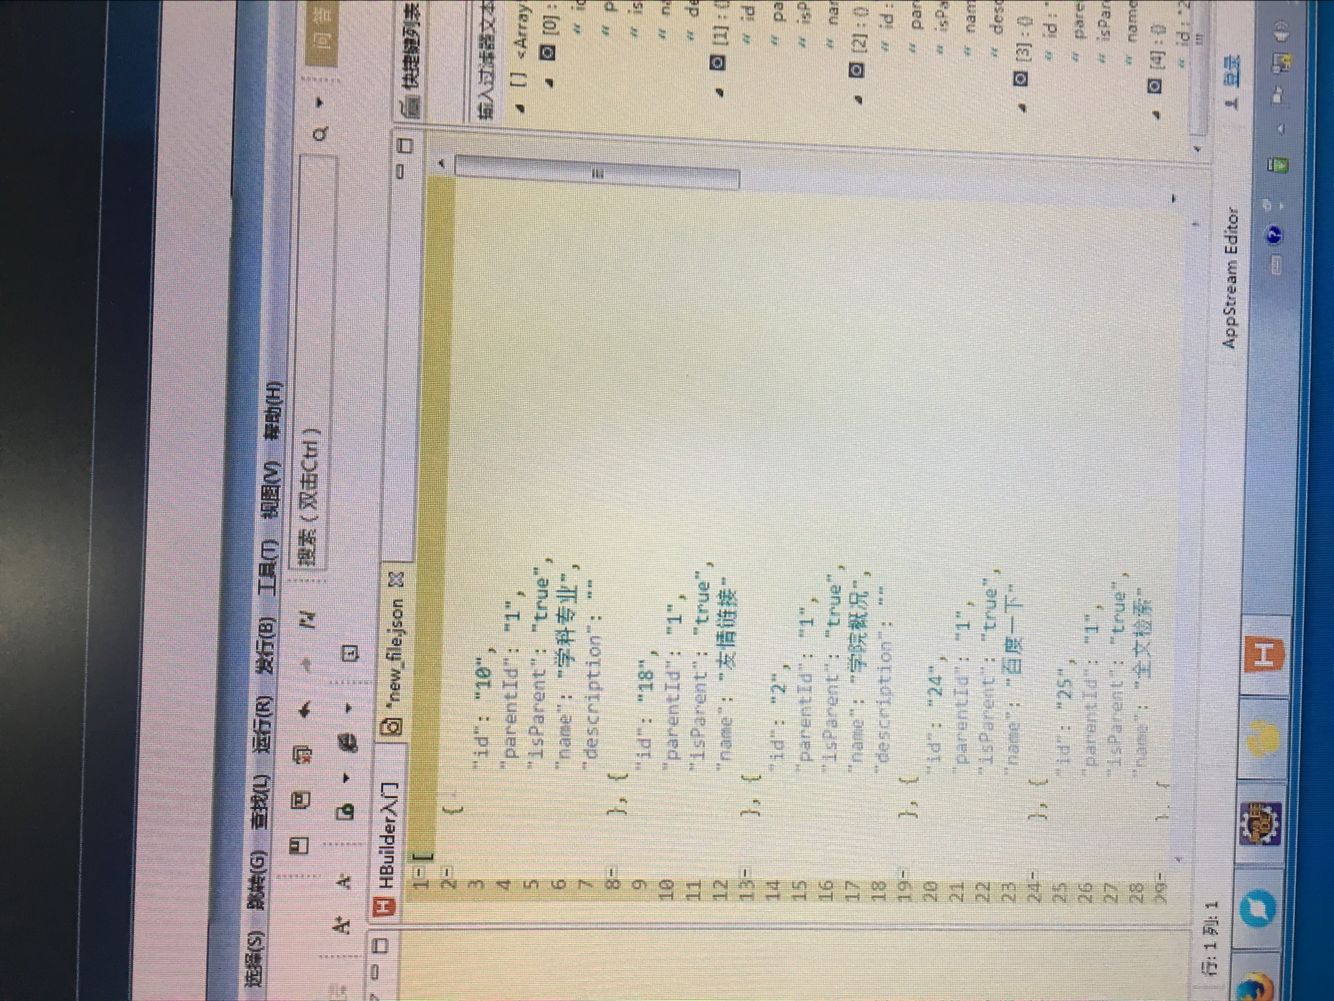 选择(S) 跳转(G) 查找(L) 运行(R) 发行(B) 工具(T) 视图(V) 帮助(H)
搜索（双击Ctrl） 问答
A+ A-
HBuilder入门 *new_file.json 快捷键列表
输入过滤器文本
1 [
2 {
3 "id": "10",
4 "parentId": "1",
5 "isParent": "true",
6 "name": "学科专业",
7 "description": ""
8 }, {
9 "id": "18",
10 "parentId": "1",
11 "isParent": "true",
12 "name": "友情链接"
13 }, {
14 "id": "2",
15 "parentId": "1",
16 "isParent": "true",
17 "name": "学院概况",
18 "description": ""
19 }, {
20 "id": "24",
21 "parentId": "1",
22 "isParent": "true",
23 "name": "百度一下"
24 }, {
25 "id": "25",
26 "parentId": "1",
27 "isParent": "true",
28 "name": "全文检索"
29 }, {
[] <Array
[0] :
id
p
is
na
de
[1] : {}
id
pa
isP
nar
[2] : {}
id :
par
isPa
nam
desc
[3] : {}
id : "
pare
isPar
name
[4] : {}
id : "2
行: 1 列: 1
AppStream Editor 登录
Java EE
IDE